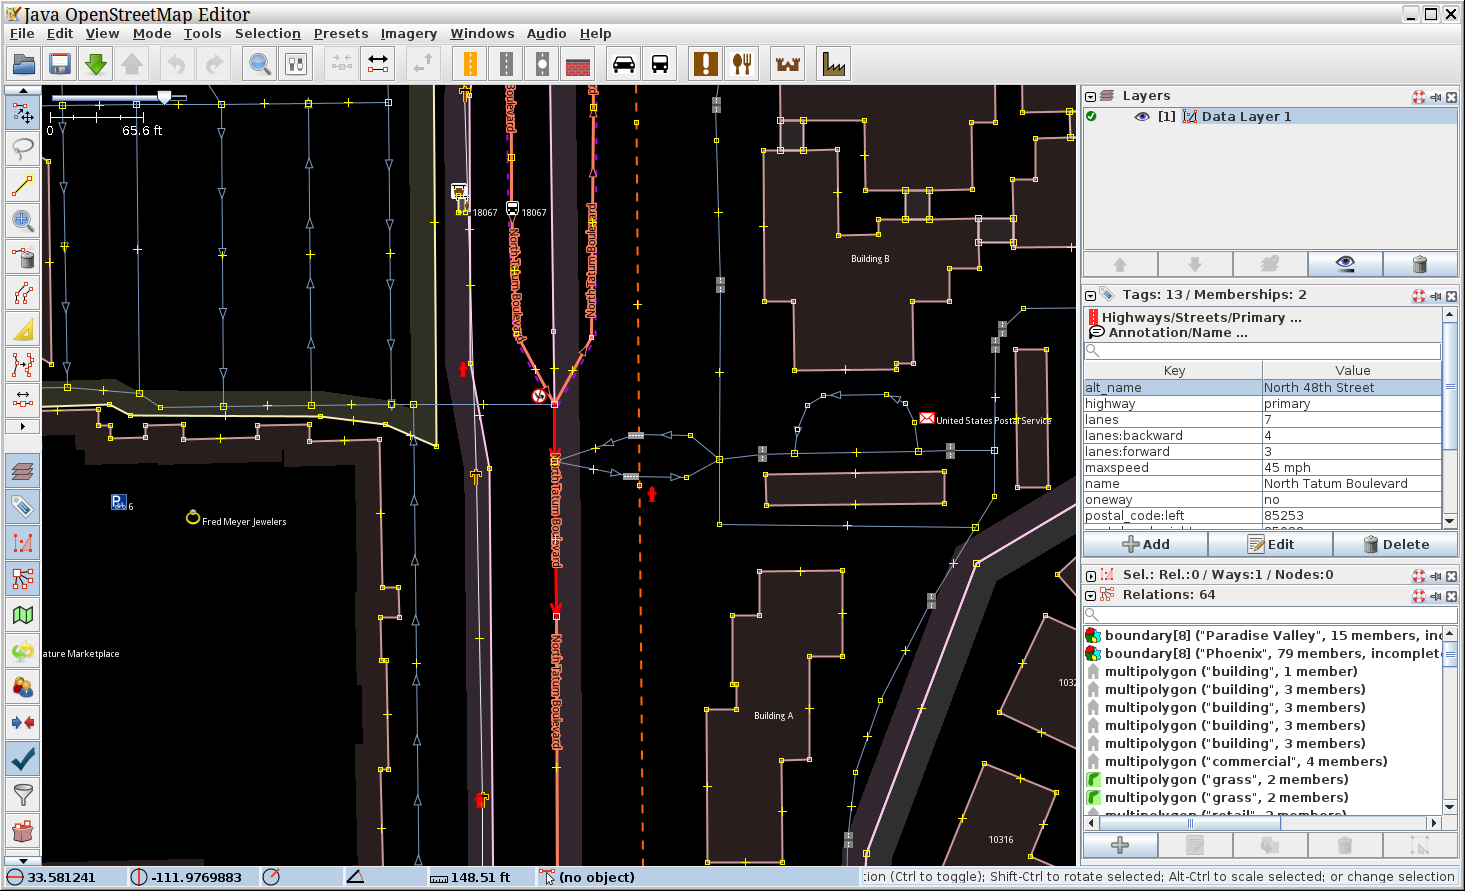 Java OpenStreetMap Editor
File Edit View Mode Tools Selection Presets Imagery Windows Audio Help
0 65.6 ft
18067
18067
North Tatum Boulevard
North Tatum Boulevard
Boulevard
Building B
United States Postal Service
P 6
Fred Meyer Jewelers
North Tatum Boulevard
ature Marketplace
North Tatum Boulevard
Building A
1032
10316
Layers
[1] Data Layer 1
Tags: 13 / Memberships: 2
Highways/Streets/Primary ...
Annotation/Name ...
Key Value
alt_name North 48th Street
highway primary
lanes 7
lanes:backward 4
lanes:forward 3
maxspeed 45 mph
name North Tatum Boulevard
oneway no
postal_code:left 85253
Add Edit Delete
Sel.: Rel.:0 / Ways:1 / Nodes:0
Relations: 64
boundary[8] ("Paradise Valley", 15 members, inc
boundary[8] ("Phoenix", 79 members, incomplet
multipolygon ("building", 1 member)
multipolygon ("building", 3 members)
multipolygon ("building", 3 members)
multipolygon ("building", 3 members)
multipolygon ("building", 3 members)
multipolygon ("commercial", 4 members)
multipolygon ("grass", 2 members)
multipolygon ("grass", 2 members)
33.581241 -111.9769883 148.51 ft (no object) :ion (Ctrl to toggle); Shift-Ctrl to rotate selected; Alt-Ctrl to scale selected; or change selection